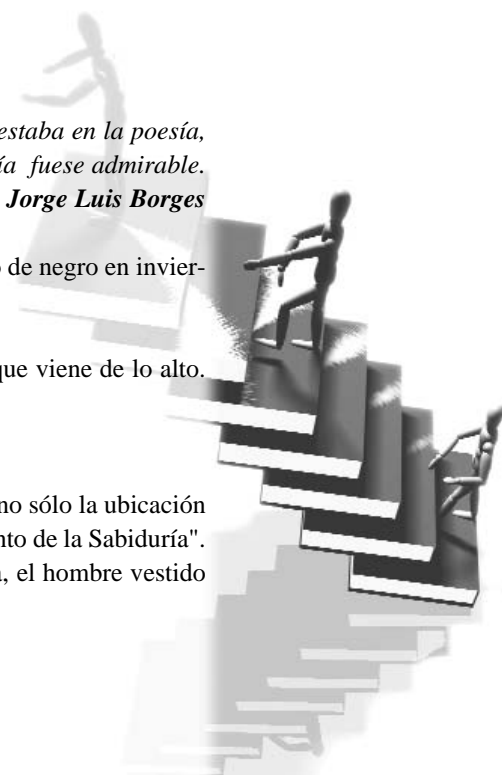 estaba en la poesía,
ía fuese admirable.
Jorge Luis Borges
de negro en invier-
que viene de lo alto.
no sólo la ubicación
nto de la Sabiduría".
, el hombre vestido